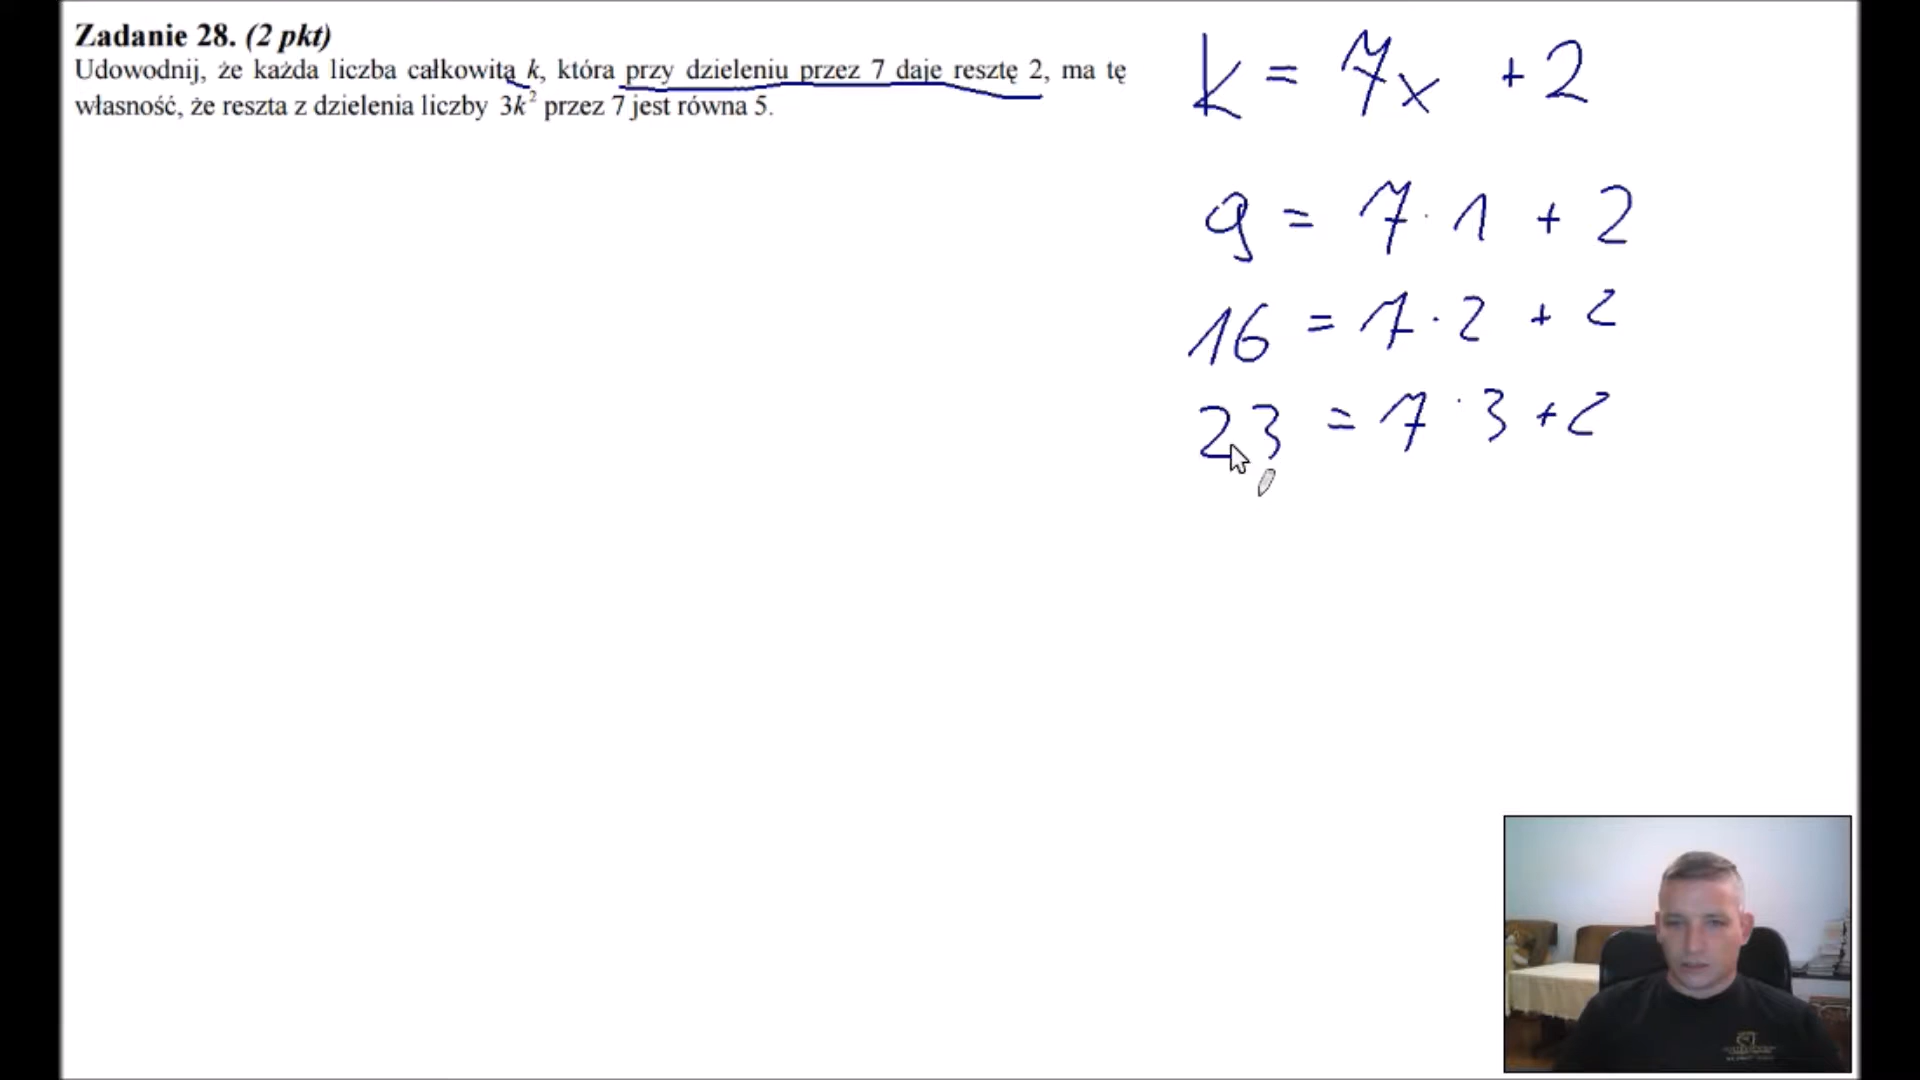 Zadanie 28. (2 pkt)
Udowodnij, że każda liczba całkowita k, która przy dzieleniu przez 7 daje resztę 2, ma tę
własność, że reszta z dzielenia liczby 3k² przez 7 jest równa 5.
k = 7x + 2
9 = 7 · 1 + 2
16 = 7 · 2 + 2
23 = 7 · 3 + 2